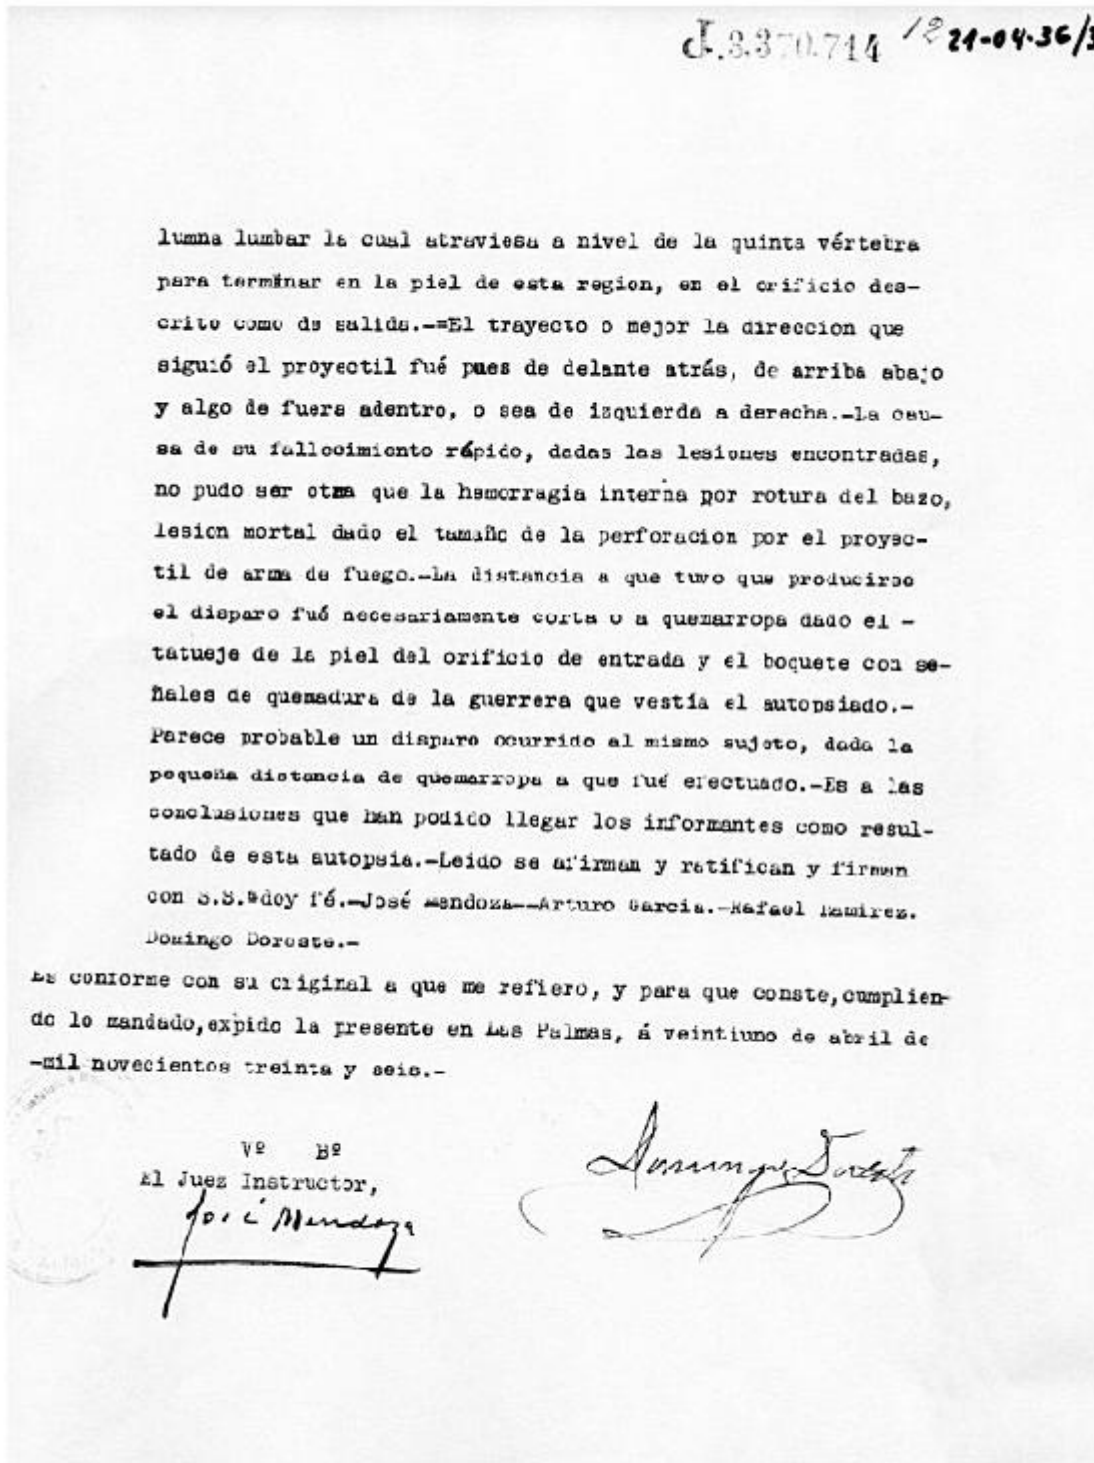 J.3.370.714 12 21-04-36/3
lumna lumbar la cual atraviesa a nivel de la quinta vértebra
para terminar en la piel de esta region, en el orificio des-
crito como de salida.-=El trayecto o mejor la direccion que
siguió el proyectil fué pues de delante atrás, de arriba abajo
y algo de fuera adentro, o sea de izquierda a derecha.-La cau-
sa de su fallecimiento rápido, dadas las lesiones encontradas,
no pudo ser otra que la hemorragia interna por rotura del bazo,
lesion mortal dado el tamaño de la perforacion por el proyec-
til de arma de fuego.-La distancia a que tuvo que producirse
el disparo fué necesariamente corta o a quemarropa dado el -
tatueje de la piel del orificio de entrada y el boquete con se-
ñales de quemadura de la guerrera que vestía el autopsiado.-
Parece probable un disparo ocurrido al mismo sujeto, dada la
pequeña distancia de quemarropa a que fué efectuado.-Es a las
conclusiones que han podido llegar los informantes como resul-
tado de esta autopsia.-Leido se afirman y ratifican y firman
con S.S.ªdoy fé.-José Mendoza--Arturo Garcia.-Rafael Ramirez.
Domingo Doreste.-
Es conforme con su original a que me refiero, y para que conste,cumplien-
do lo mandado,expido la presente en Las Palmas, á veintiuno de abril de
-mil novecientos treinta y seis.-
Vº Bº
El Juez Instructor,
José Mendoza
Domingo Doreste